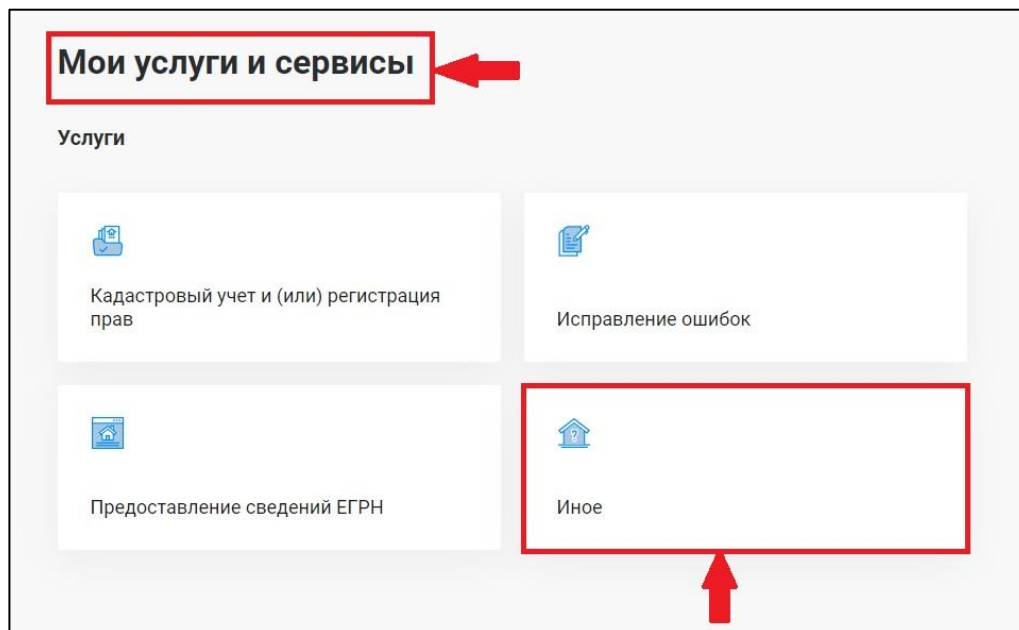 Мои услуги и сервисы
Услуги
Кадастровый учет и (или) регистрация
прав
Исправление ошибок
Предоставление сведений ЕГРН
Иное